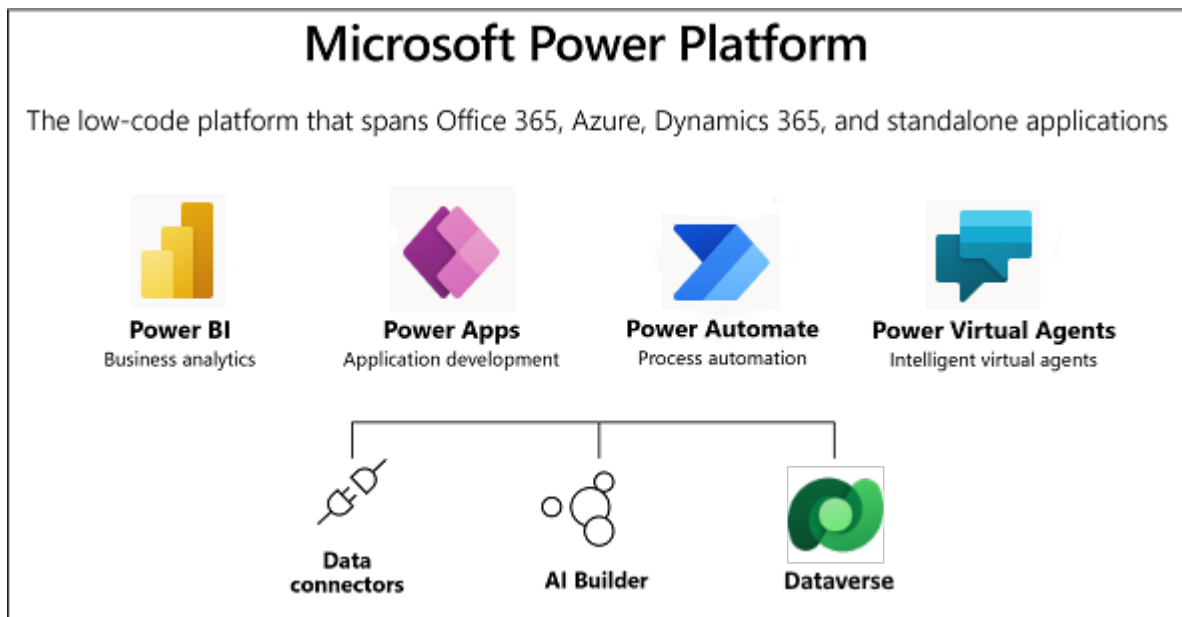 Microsoft Power Platform
The low-code platform that spans Office 365, Azure, Dynamics 365, and standalone applications
Power BI
Business analytics
Power Apps
Application development
Power Automate
Process automation
Power Virtual Agents
Intelligent virtual agents
Data
connectors
AI Builder
Dataverse